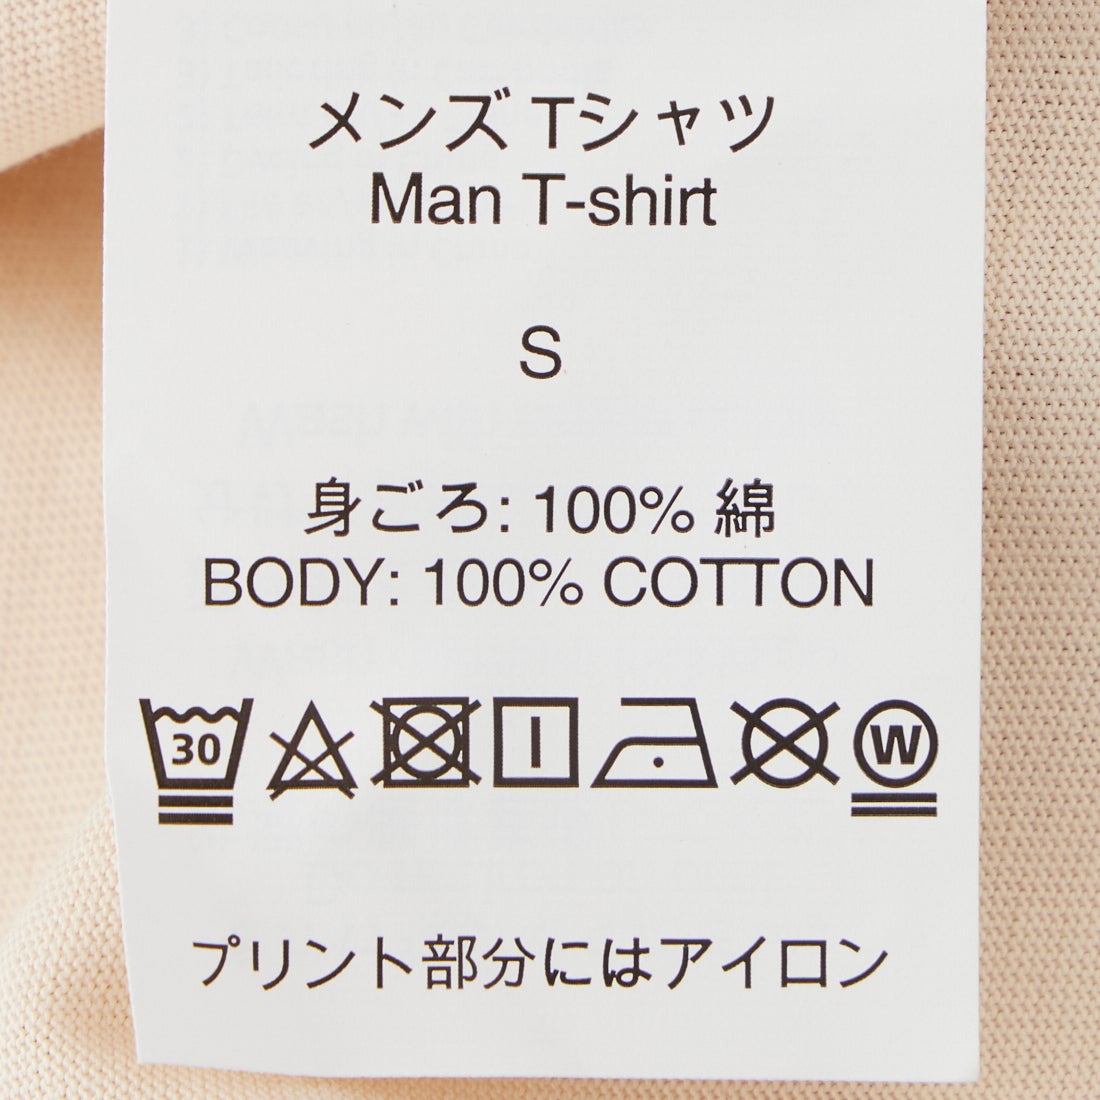 メンズ Tシャツ
Man T-shirt
S
身ごろ: 100% 綿
BODY: 100% COTTON
30 W
プリント部分にはアイロン